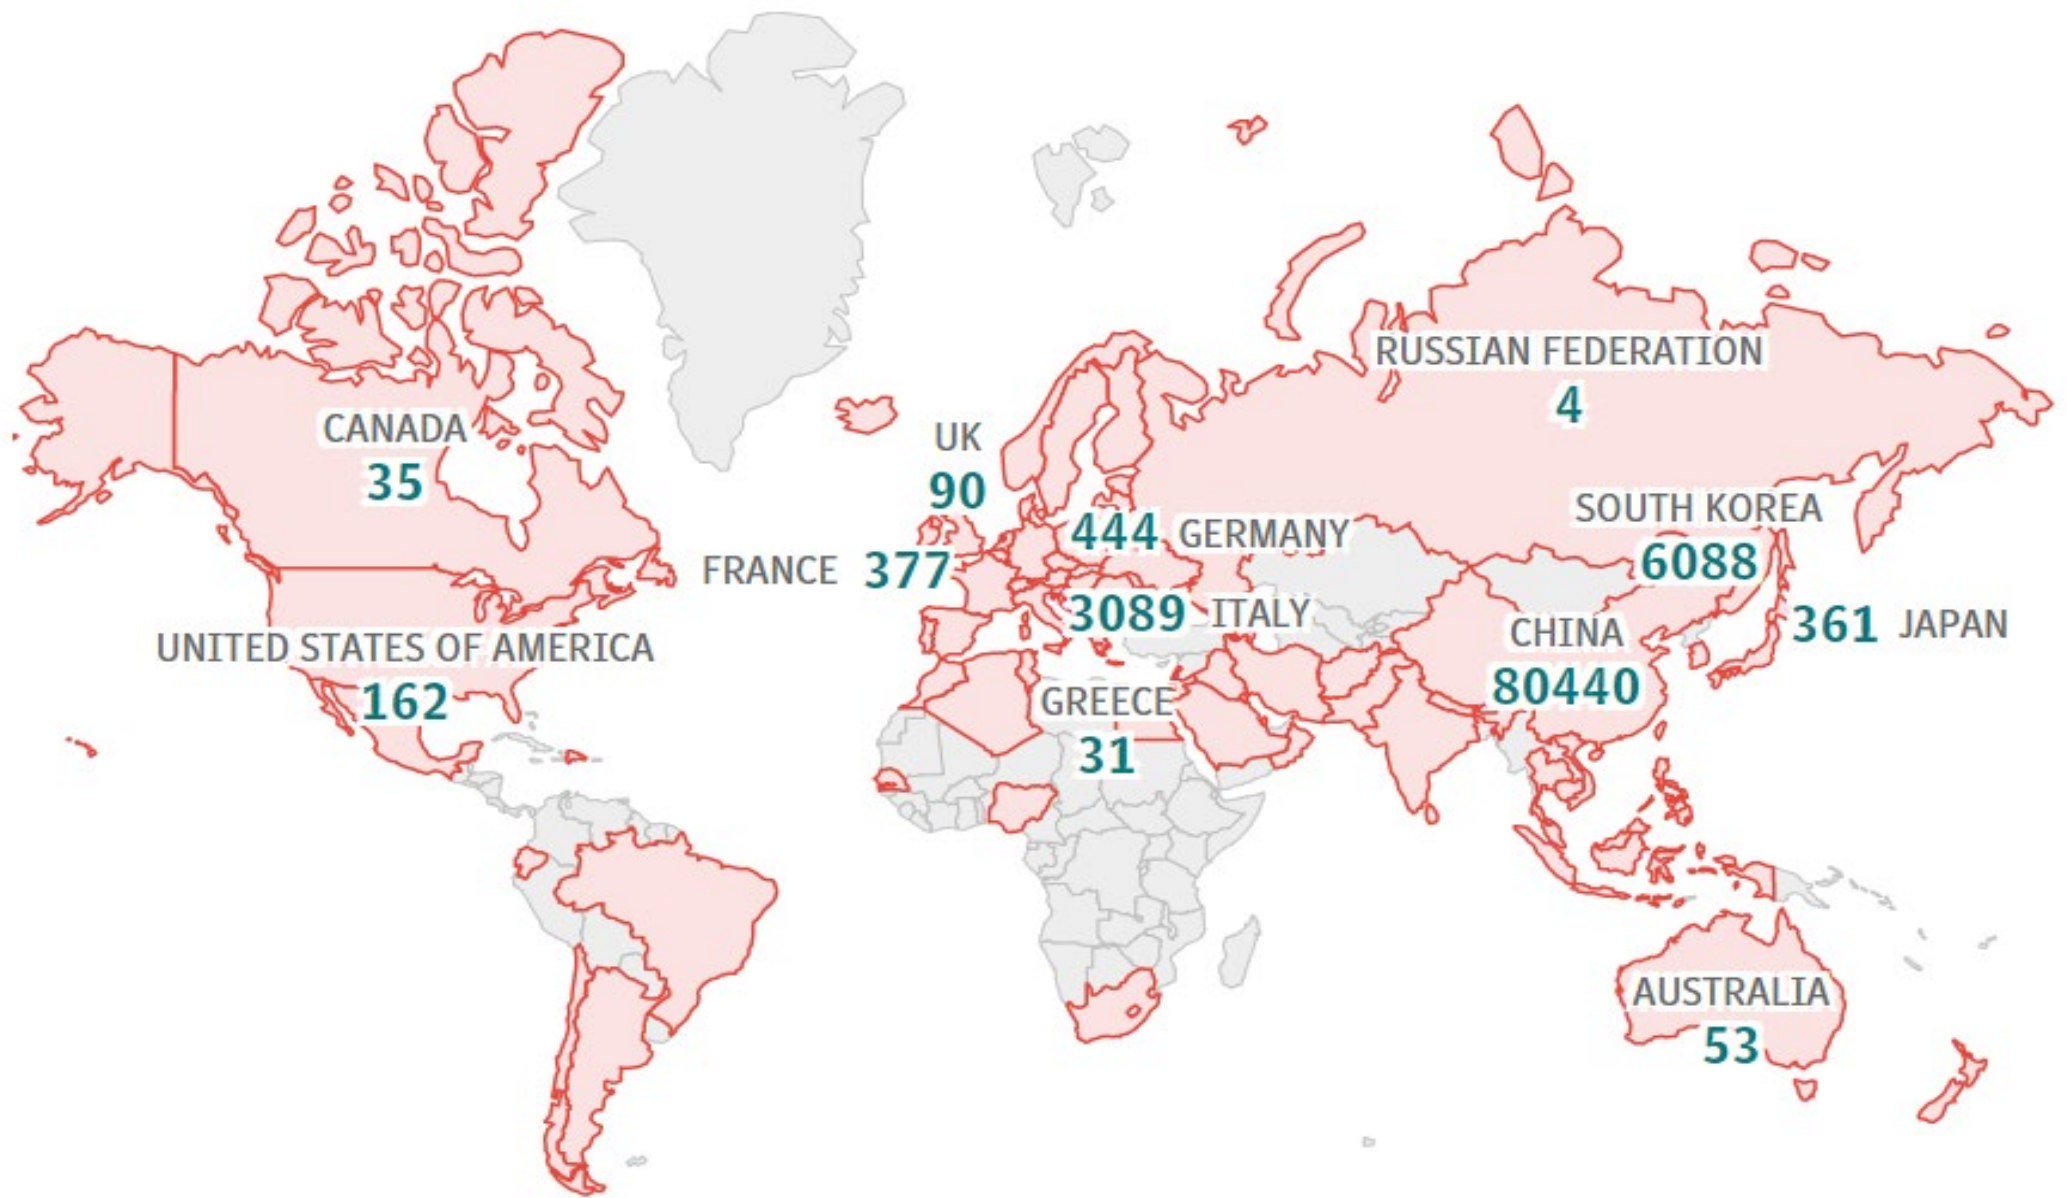 RUSSIAN FEDERATION
4
CANADA
35
UK
90
SOUTH KOREA
6088
444 GERMANY
FRANCE 377
3089 ITALY
CHINA
80440
361 JAPAN
UNITED STATES OF AMERICA
162
GREECE
31
AUSTRALIA
53